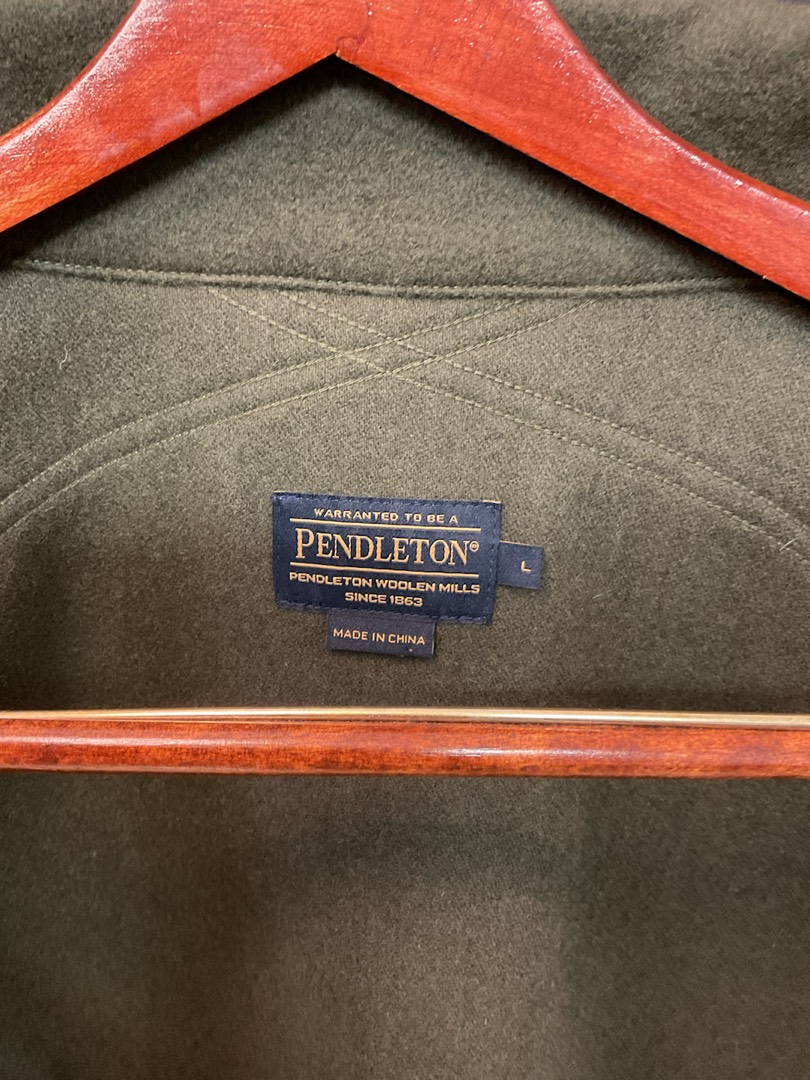 WARRANTED TO BE A
PENDLETON®
PENDLETON WOOLEN MILLS
SINCE 1863
L
MADE IN CHINA